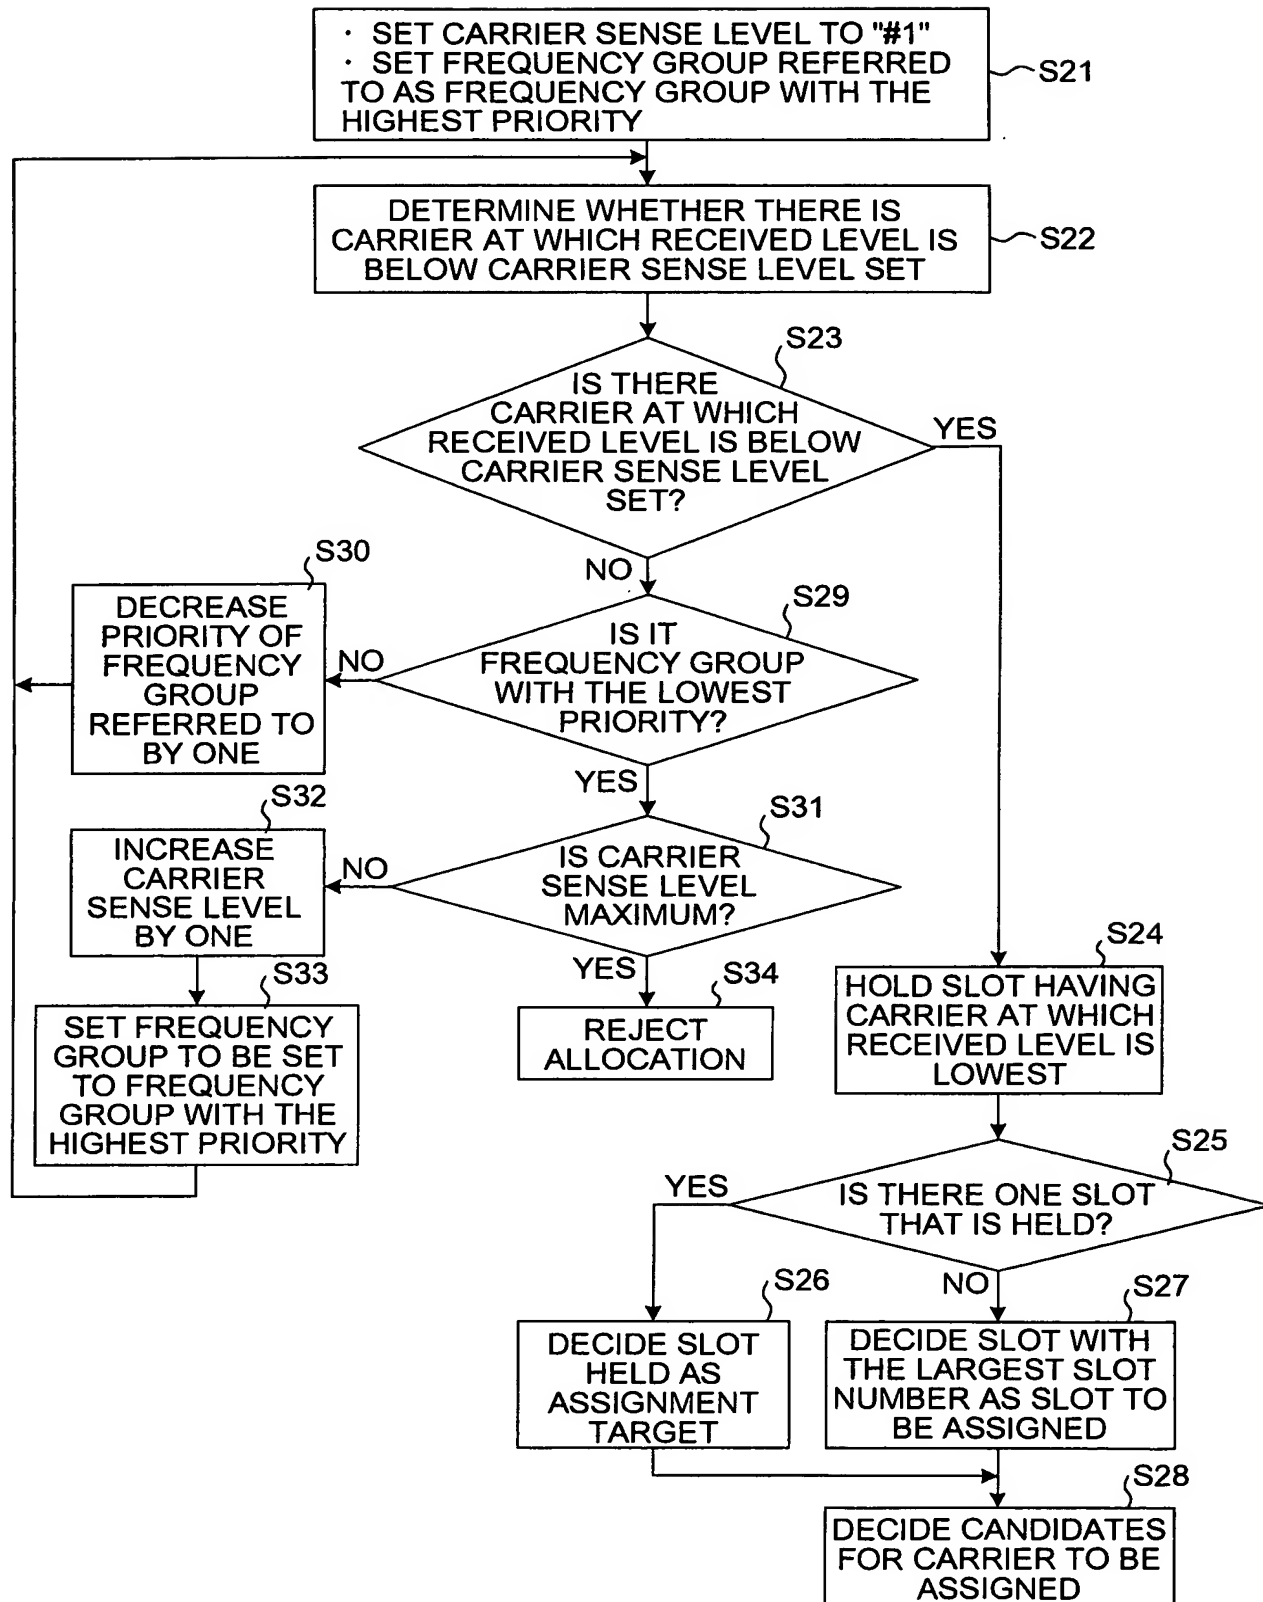 · SET CARRIER SENSE LEVEL TO "#1"
· SET FREQUENCY GROUP REFERRED
TO AS FREQUENCY GROUP WITH THE
HIGHEST PRIORITY
S21
DETERMINE WHETHER THERE IS
CARRIER AT WHICH RECEIVED LEVEL IS
BELOW CARRIER SENSE LEVEL SET
S22
S23
IS THERE
CARRIER AT WHICH
RECEIVED LEVEL IS BELOW
CARRIER SENSE LEVEL
SET?
YES
NO
S30
DECREASE
PRIORITY OF
FREQUENCY
GROUP
REFERRED TO
BY ONE
NO
S29
IS IT
FREQUENCY GROUP
WITH THE LOWEST
PRIORITY?
YES
S32
INCREASE
CARRIER
SENSE LEVEL
BY ONE
NO
S31
IS CARRIER
SENSE LEVEL
MAXIMUM?
YES
S33
SET FREQUENCY
GROUP TO BE SET
TO FREQUENCY
GROUP WITH THE
HIGHEST PRIORITY
S34
REJECT
ALLOCATION
S24
HOLD SLOT HAVING
CARRIER AT WHICH
RECEIVED LEVEL IS
LOWEST
S25
IS THERE ONE SLOT
THAT IS HELD?
YES
NO
S26
DECIDE SLOT
HELD AS
ASSIGNMENT
TARGET
S27
DECIDE SLOT WITH
THE LARGEST SLOT
NUMBER AS SLOT TO
BE ASSIGNED
S28
DECIDE CANDIDATES
FOR CARRIER TO BE
ASSIGNED